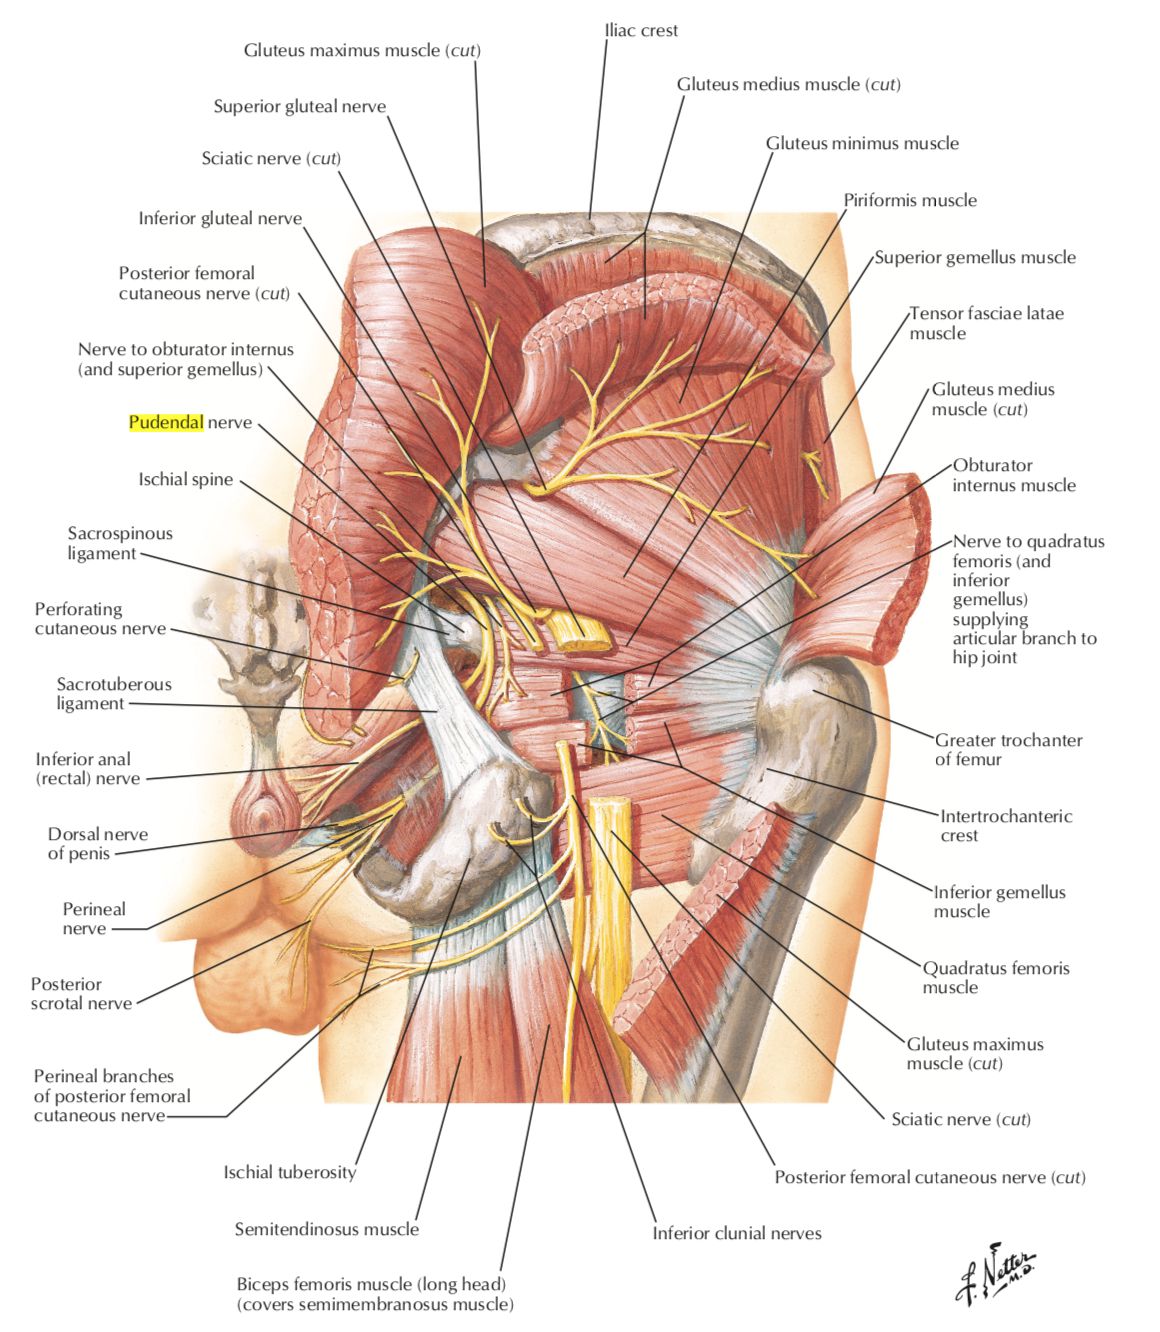 Iliac crest
Gluteus maximus muscle (cut)
Gluteus medius muscle (cut)
Superior gluteal nerve
Gluteus minimus muscle
Sciatic nerve (cut)
Piriformis muscle
Inferior gluteal nerve
Superior gemellus muscle
Posterior femoral
cutaneous nerve (cut)
Tensor fasciae latae
muscle
Nerve to obturator internus
(and superior gemellus)
Gluteus medius
muscle (cut)
Pudendal nerve
Obturator
internus muscle
Ischial spine
Nerve to quadratus
femoris (and
inferior
gemellus)
supplying
articular branch to
hip joint
Sacrospinous
ligament
Perforating
cutaneous nerve
Sacrotuberous
ligament
Greater trochanter
of femur
Inferior anal
(rectal) nerve
Intertrochanteric
crest
Dorsal nerve
of penis
Inferior gemellus
muscle
Perineal
nerve
Quadratus femoris
muscle
Posterior
scrotal nerve
Gluteus maximus
muscle (cut)
Perineal branches
of posterior femoral
cutaneous nerve
Sciatic nerve (cut)
Ischial tuberosity
Posterior femoral cutaneous nerve (cut)
Semitendinosus muscle
Inferior clunial nerves
Biceps femoris muscle (long head)
(covers semimembranosus muscle)
F. Netter
M.D.